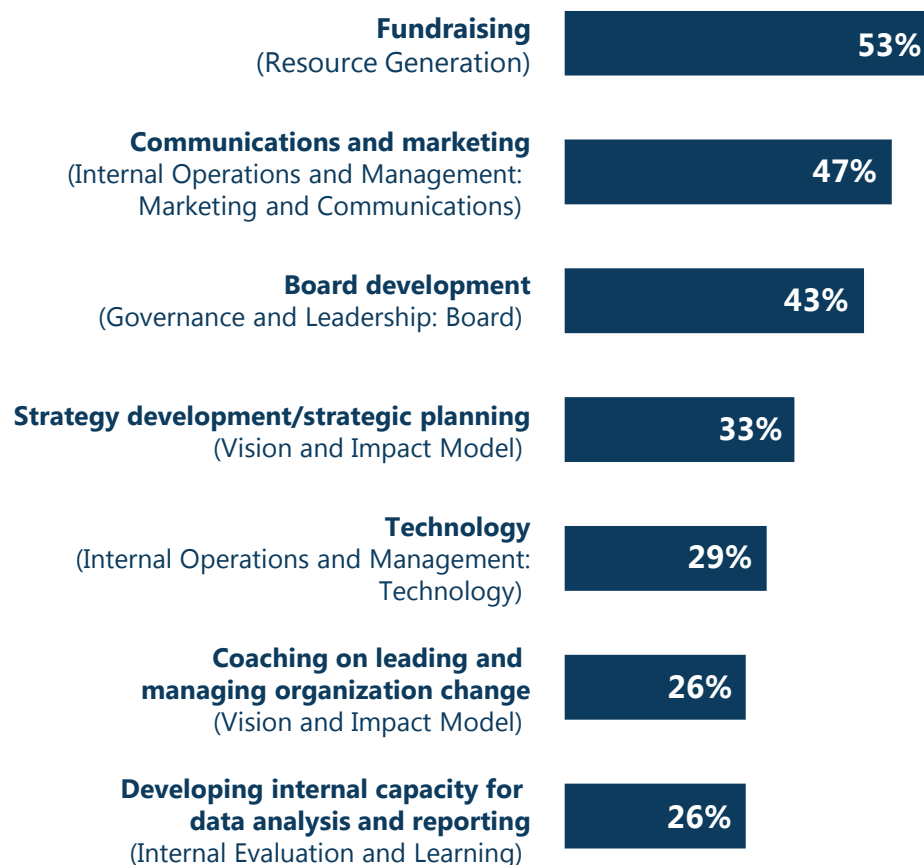 Fundraising
(Resource Generation)
53%
Communications and marketing
(Internal Operations and Management:
Marketing and Communications)
47%
Board development
(Governance and Leadership: Board)
43%
Strategy development/strategic planning
(Vision and Impact Model)
33%
Technology
(Internal Operations and Management:
Technology)
29%
Coaching on leading and
managing organization change
(Vision and Impact Model)
26%
Developing internal capacity for
data analysis and reporting
(Internal Evaluation and Learning)
26%